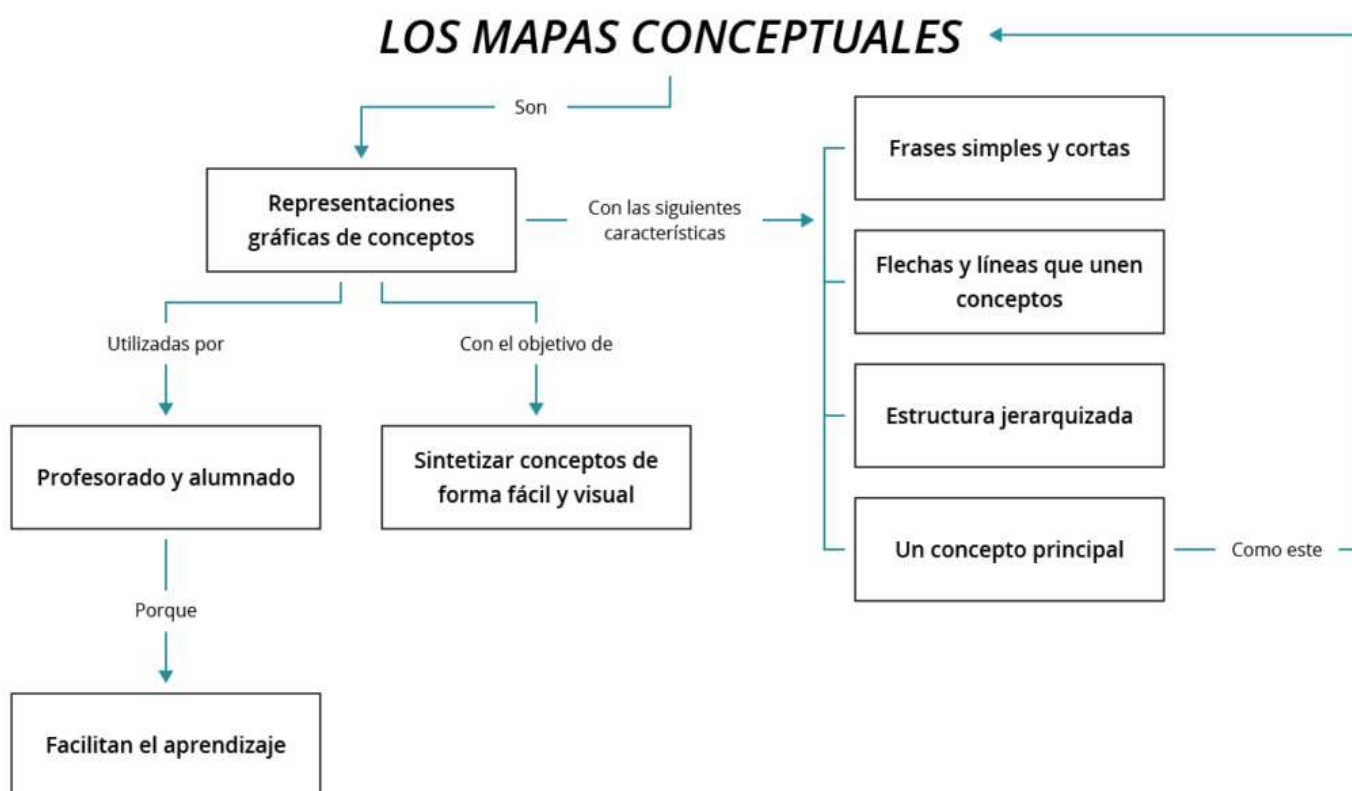 LOS MAPAS CONCEPTUALES
Son
Representaciones
gráficas de conceptos
Con las siguientes
características
Frases simples y cortas
Flechas y líneas que unen
conceptos
Estructura jerarquizada
Un concepto principal
Como este
Utilizadas por
Con el objetivo de
Profesorado y alumnado
Sintetizar conceptos de
forma fácil y visual
Porque
Facilitan el aprendizaje